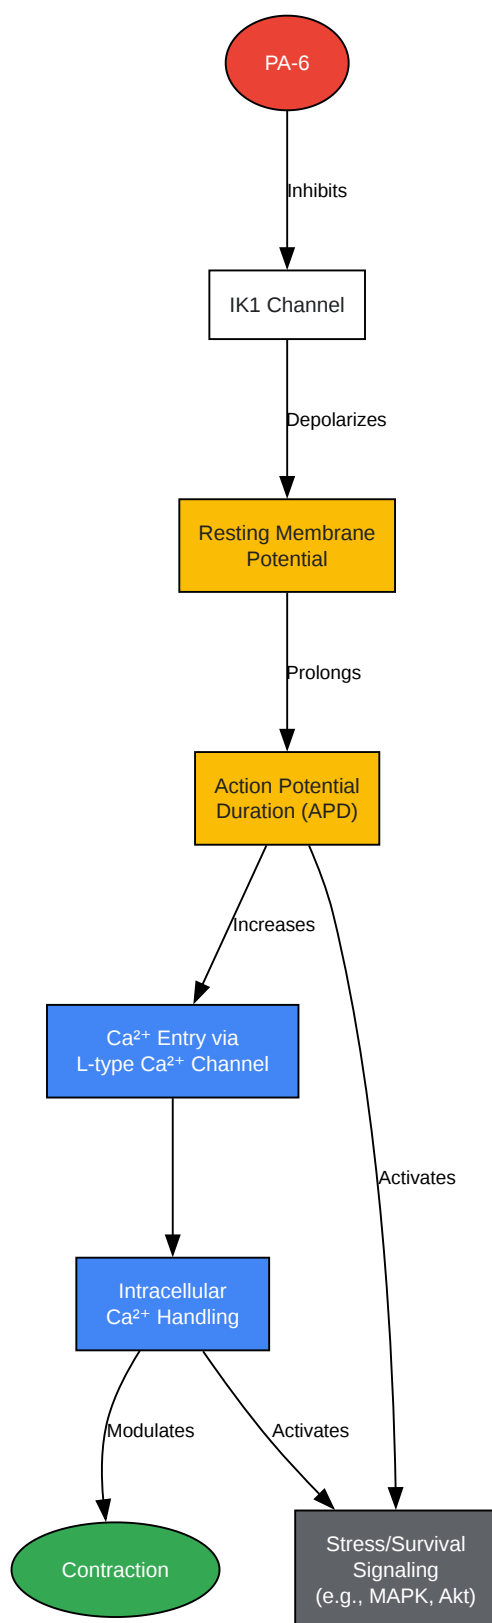 PA-6
Inhibits
IK1 Channel
Depolarizes
Resting Membrane
Potential
Prolongs
Action Potential
Duration (APD)
Increases
Ca²⁺ Entry via
L-type Ca²⁺ Channel
Activates
Intracellular
Ca²⁺ Handling
Modulates
Activates
Contraction
Stress/Survival
Signaling
(e.g., MAPK, Akt)